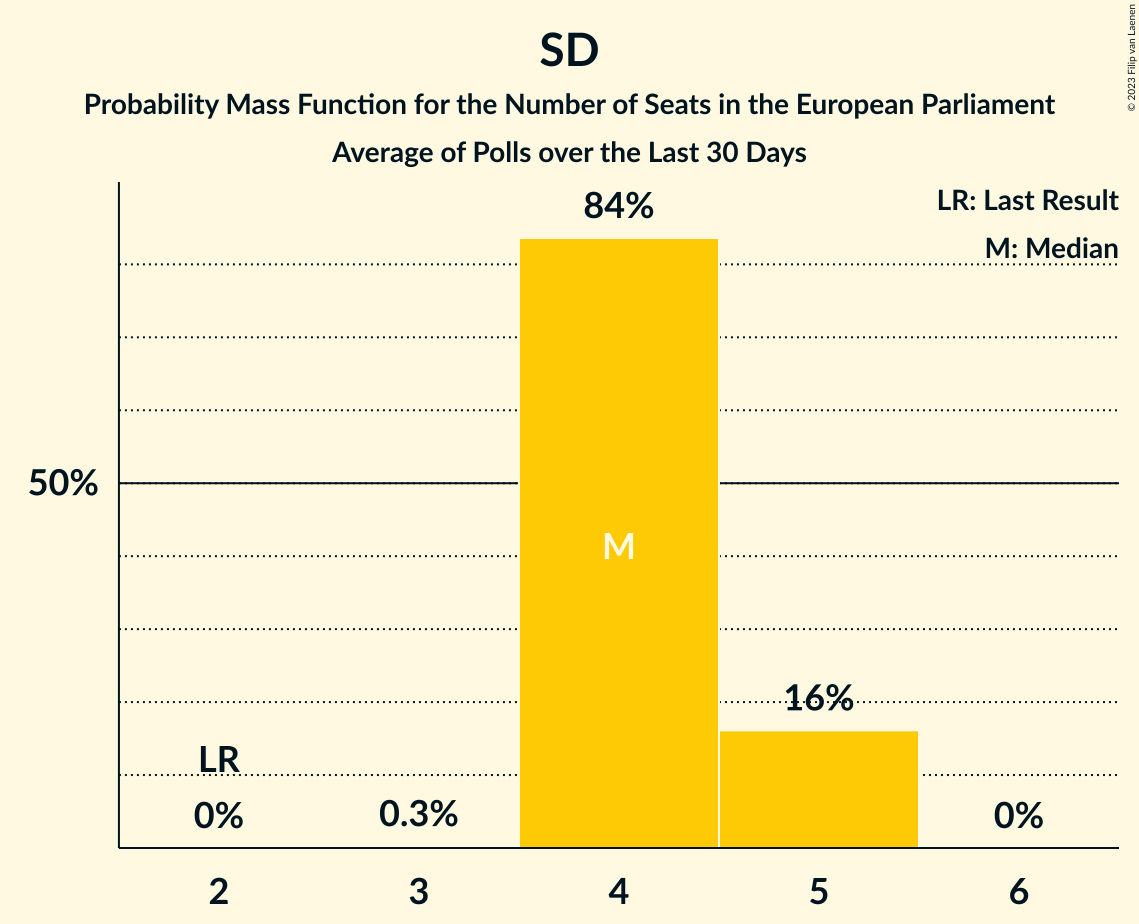 SD
Probability Mass Function for the Number of Seats in the European Parliament
Average of Polls over the Last 30 Days
© 2023 Filip van Laenen
LR: Last Result
M: Median
84%
50%
M
16%
LR
0%
0.3%
0%
2
3
4
5
6